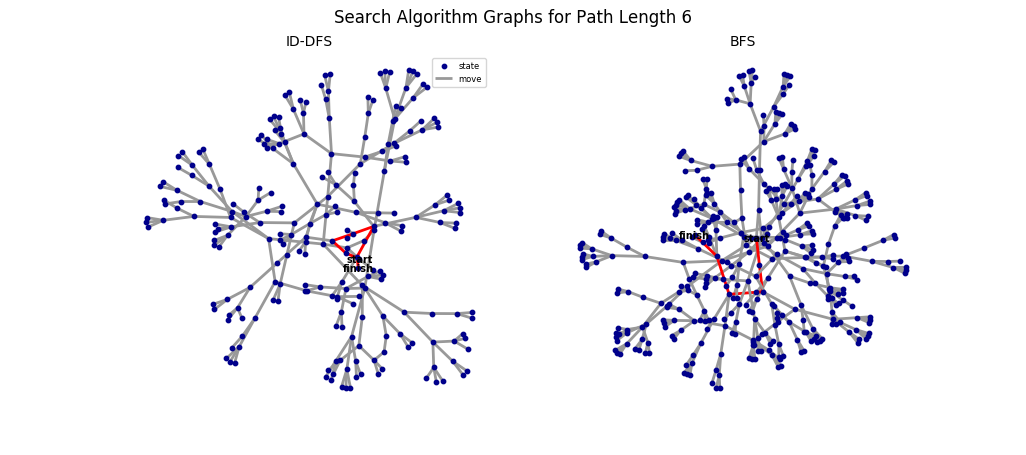 Search Algorithm Graphs for Path Length 6
ID-DFS
BFS
state
move
finish
start
start
finish